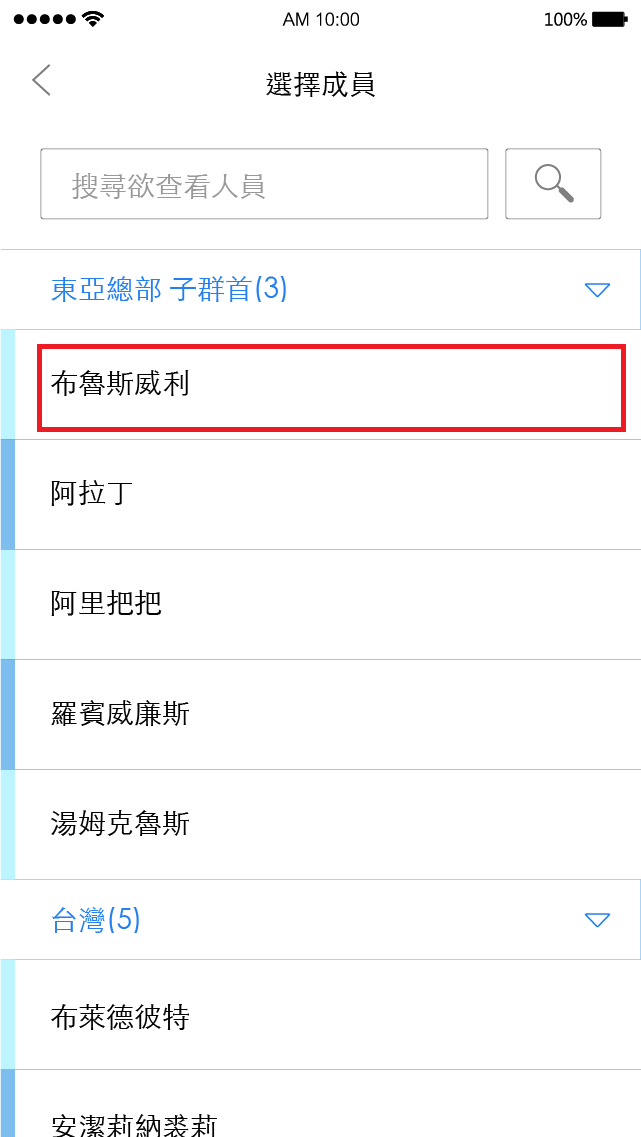 AM 10:00
100%
選擇成員
搜尋欲查看人員
東亞總部 子群首(3)
布魯斯威利
阿拉丁
阿里把把
羅賓威廉斯
湯姆克魯斯
台灣(5)
布萊德彼特
安潔莉納裘莉